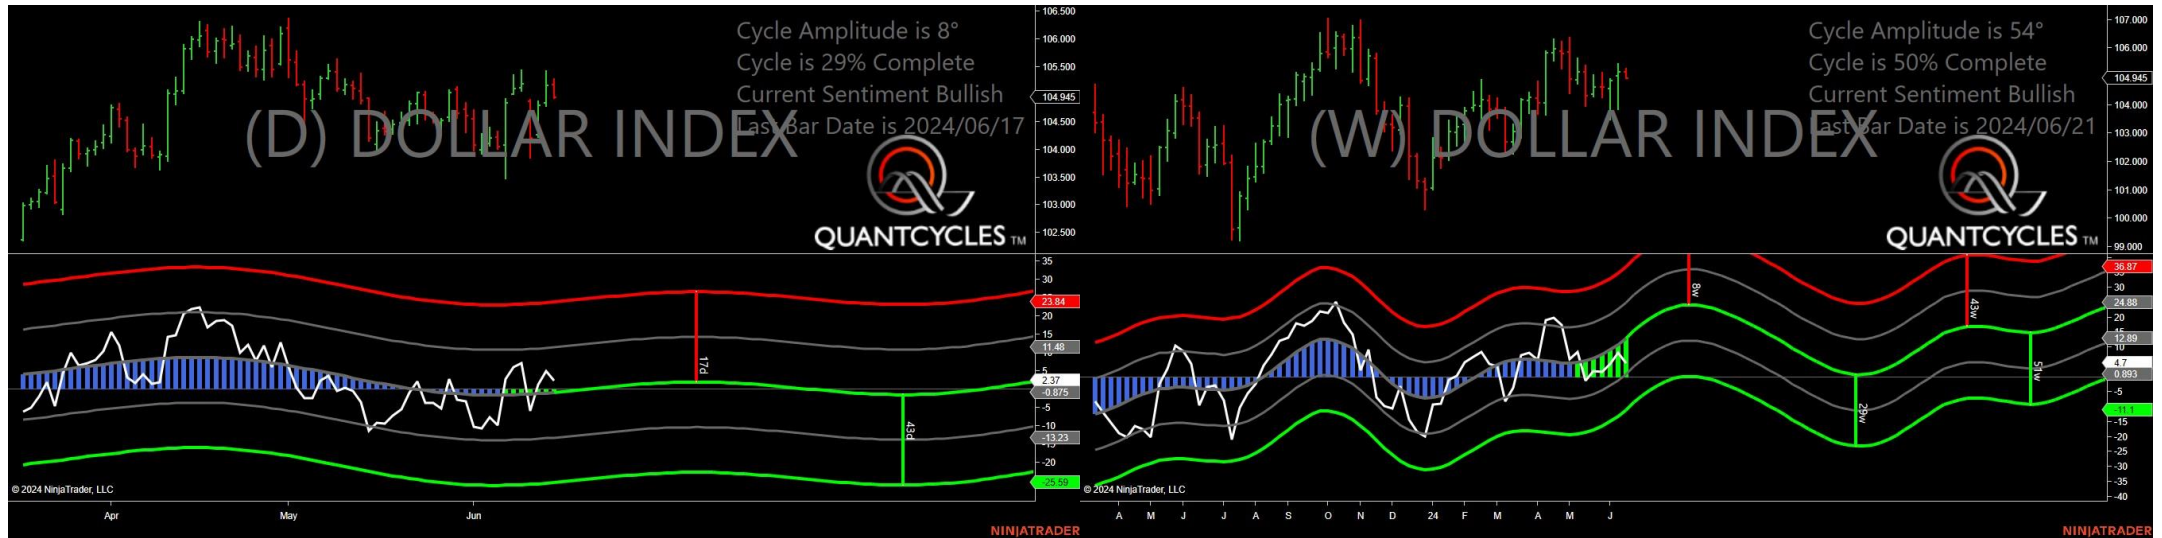 Cycle Amplitude is 8°
Cycle is 29% Complete
Current Sentiment Bullish
Last Bar Date is 2024/06/17
(D) DOLLAR INDEX
QUANTCYCLES TM
106.500
106.000
105.500
104.945
104.500
104.000
103.500
103.000
102.500
35
30
23.84
20
15
11.48
5
2.37
-0.875
-5
-10
-13.23
-20
-25.59
17d
43d
© 2024 NinjaTrader, LLC
Apr May Jun
NINJATRADER
Cycle Amplitude is 54°
Cycle is 50% Complete
Current Sentiment Bullish
Last Bar Date is 2024/06/21
(W) DOLLAR INDEX
QUANTCYCLES TM
107.000
106.000
104.945
104.000
103.000
102.000
101.000
100.000
99.000
36.87
30
24.88
20
12.89
10
4.7
0.893
-5
-11.1
-15
-20
-25
-30
-35
-40
8w
29w
43w
51w
© 2024 NinjaTrader, LLC
A M J J A S O N D 24 F M A M J
NINJATRADER